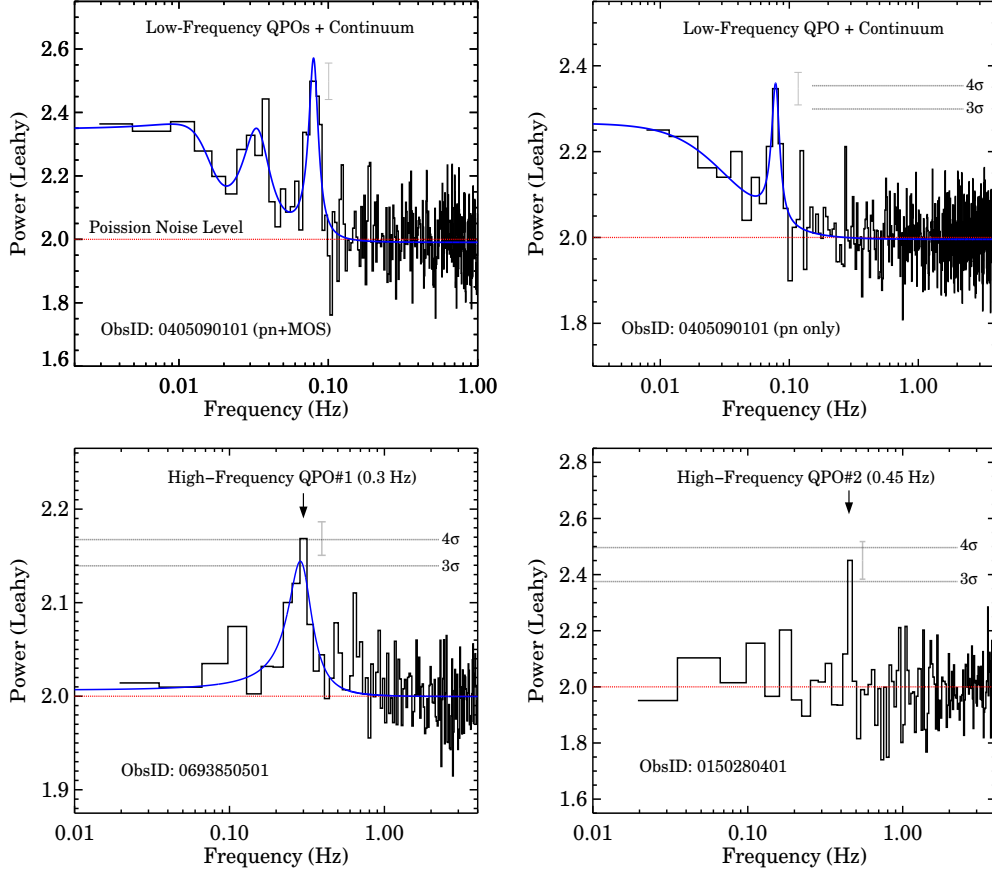 Low-Frequency QPOs + Continuum
2.6
2.4
2.2
2.0
1.8
1.6
Power (Leahy)
Poission Noise Level
ObsID: 0405090101 (pn+MOS)
0.01
0.10
1.00
Frequency (Hz)
Low-Frequency QPO + Continuum
2.4
2.2
2.0
1.8
Power (Leahy)
4σ
3σ
ObsID: 0405090101 (pn only)
0.01
0.10
1.00
Frequency (Hz)
High-Frequency QPO#1 (0.3 Hz)
2.2
2.1
2.0
1.9
Power (Leahy)
4σ
3σ
ObsID: 0693850501
0.01
0.10
1.00
Frequency (Hz)
High-Frequency QPO#2 (0.45 Hz)
2.8
2.6
2.4
2.2
2.0
1.8
1.6
Power (Leahy)
4σ
3σ
ObsID: 0150280401
0.01
0.10
1.00
Frequency (Hz)